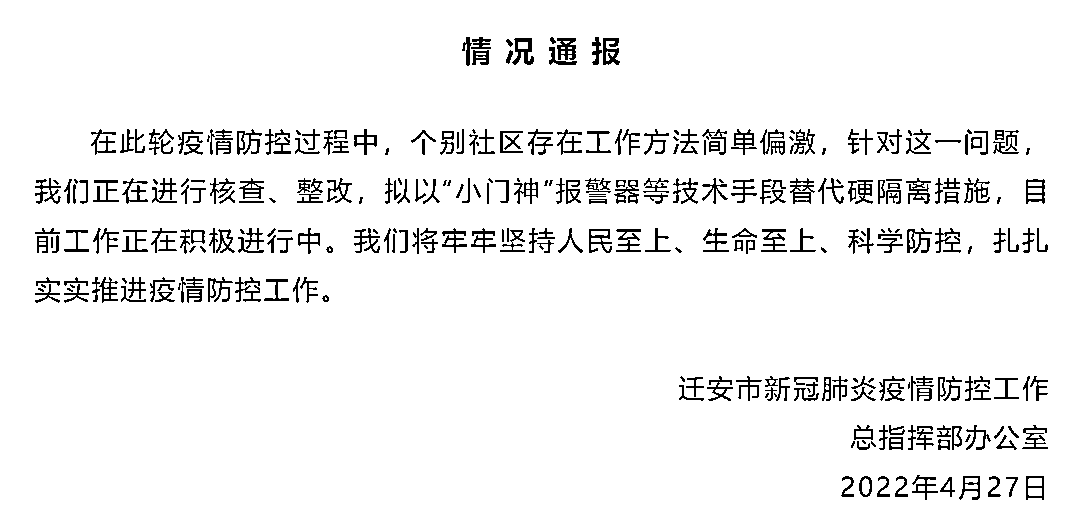 情况通报
在此轮疫情防控过程中，个别社区存在工作方法简单偏激，针对这一问题，
我们正在进行核查、整改，拟以“小门神”报警器等技术手段替代硬隔离措施，目
前工作正在积极进行中。我们将牢牢坚持人民至上、生命至上、科学防控，扎扎
实实推进疫情防控工作。
迁安市新冠肺炎疫情防控工作
总指挥部办公室
2022年4月27日